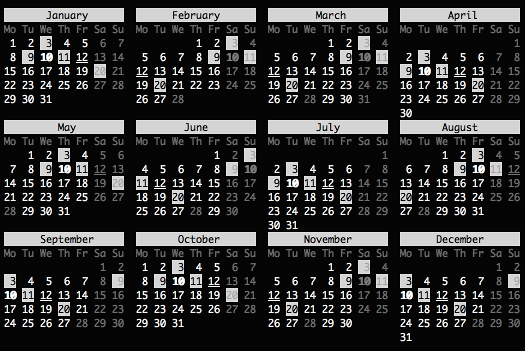 January
Mo Tu We Th Fr Sa Su
1 2 3 4 5 6 7
8 9 10 11 12 13 14
15 16 17 18 19 20 21
22 23 24 25 26 27 28
29 30 31
February
Mo Tu We Th Fr Sa Su
1 2 3 4
5 6 7 8 9 10 11
12 13 14 15 16 17 18
19 20 21 22 23 24 25
26 27 28
March
Mo Tu We Th Fr Sa Su
1 2 3 4
5 6 7 8 9 10 11
12 13 14 15 16 17 18
19 20 21 22 23 24 25
26 27 28 29 30 31
April
Mo Tu We Th Fr Sa Su
1
2 3 4 5 6 7 8
9 10 11 12 13 14 15
16 17 18 19 20 21 22
23 24 25 26 27 28 29
30
May
Mo Tu We Th Fr Sa Su
1 2 3 4 5 6
7 8 9 10 11 12 13
14 15 16 17 18 19 20
21 22 23 24 25 26 27
28 29 30 31
June
Mo Tu We Th Fr Sa Su
1 2 3
4 5 6 7 8 9 10
11 12 13 14 15 16 17
18 19 20 21 22 23 24
25 26 27 28 29 30
July
Mo Tu We Th Fr Sa Su
1
2 3 4 5 6 7 8
9 10 11 12 13 14 15
16 17 18 19 20 21 22
23 24 25 26 27 28 29
30 31
August
Mo Tu We Th Fr Sa Su
1 2 3 4 5
6 7 8 9 10 11 12
13 14 15 16 17 18 19
20 21 22 23 24 25 26
27 28 29 30 31
September
Mo Tu We Th Fr Sa Su
1 2
3 4 5 6 7 8 9
10 11 12 13 14 15 16
17 18 19 20 21 22 23
24 25 26 27 28 29 30
October
Mo Tu We Th Fr Sa Su
1 2 3 4 5 6 7
8 9 10 11 12 13 14
15 16 17 18 19 20 21
22 23 24 25 26 27 28
29 30 31
November
Mo Tu We Th Fr Sa Su
1 2 3 4
5 6 7 8 9 10 11
12 13 14 15 16 17 18
19 20 21 22 23 24 25
26 27 28 29 30
December
Mo Tu We Th Fr Sa Su
1 2
3 4 5 6 7 8 9
10 11 12 13 14 15 16
17 18 19 20 21 22 23
24 25 26 27 28 29 30
31